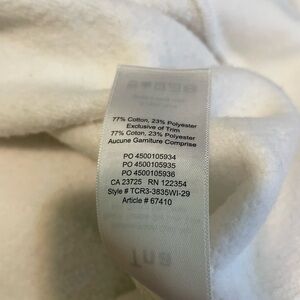 77% Cotton, 23% Polyester
Exclusive of Trim
77% Coton, 23% Polyester
Aucune Garniture Comprise
PO 4500105934
PO 4500105935
PO 4500105936
CA 23725 RN 122354
Style # TCR3-3835WI-29
Article # 67410
Tna